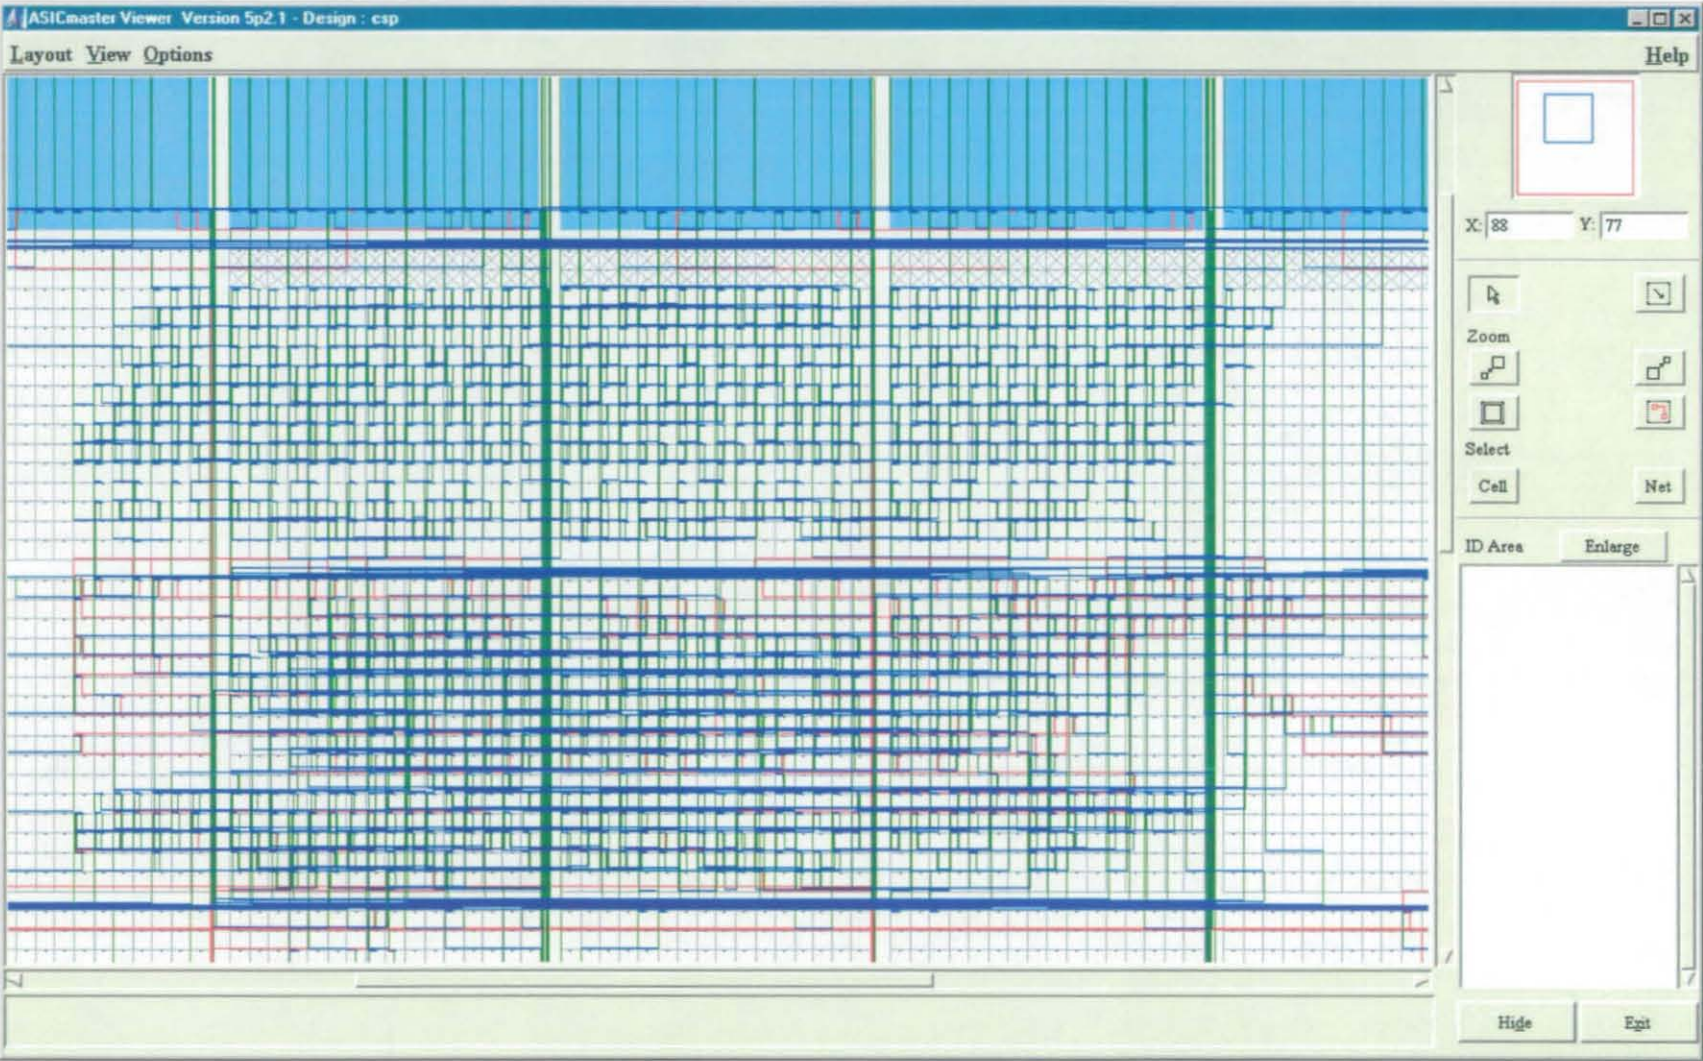 ASICmaster Viewer Version 5p2.1 - Design : csp
Layout View Options Help
X: 88 Y: 77
Zoom
Select
Cell Net
ID Area Enlarge
Hide Exit